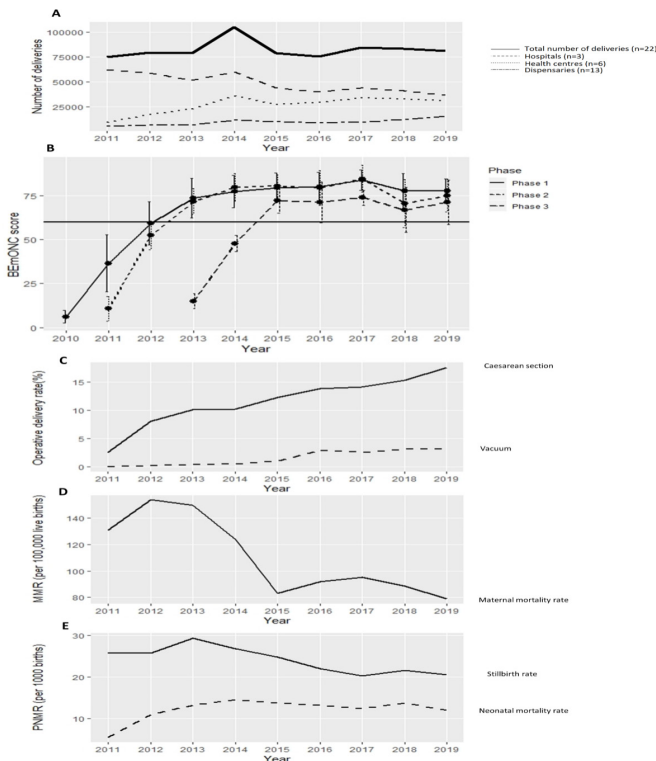 A
Number of deliveries
100000
75000
50000
25000
2011 2012 2013 2014 2015 2016 2017 2018 2019
Year
Total number of deliveries (n=22)
Hospitals (n=3)
Health centres (n=6)
Dispensaries (n=13)
B
BEmONC score
75
50
25
0
2010 2011 2012 2013 2014 2015 2016 2017 2018 2019
Year
Phase
Phase 1
Phase 2
Phase 3
C
Operative delivery rate(%)
15
10
5
0
2011 2012 2013 2014 2015 2016 2017 2018 2019
Year
Caesarean section
Vacuum
D
MMR (per 100,000 live births)
140
120
100
80
2011 2012 2013 2014 2015 2016 2017 2018 2019
Year
Maternal mortality rate
E
PNMR (per 1000 births)
30
20
10
2011 2012 2013 2014 2015 2016 2017 2018 2019
Year
Stillbirth rate
Neonatal mortality rate